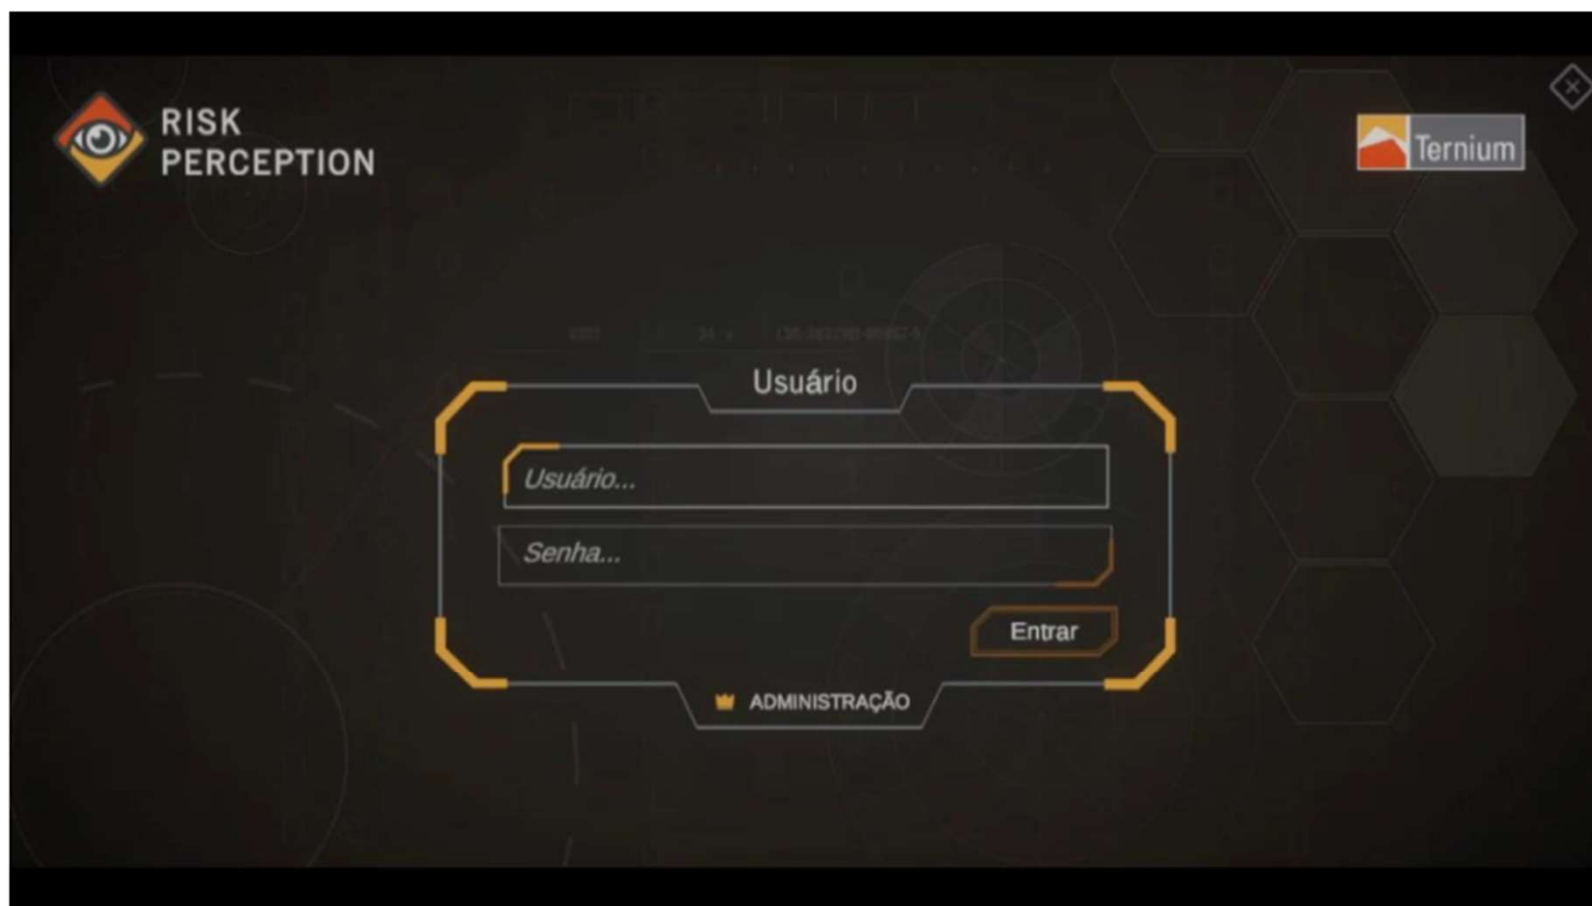 RISK
PERCEPTION
Ternium
Usuário
Usuário...
Senha...
Entrar
ADMINISTRAÇÃO